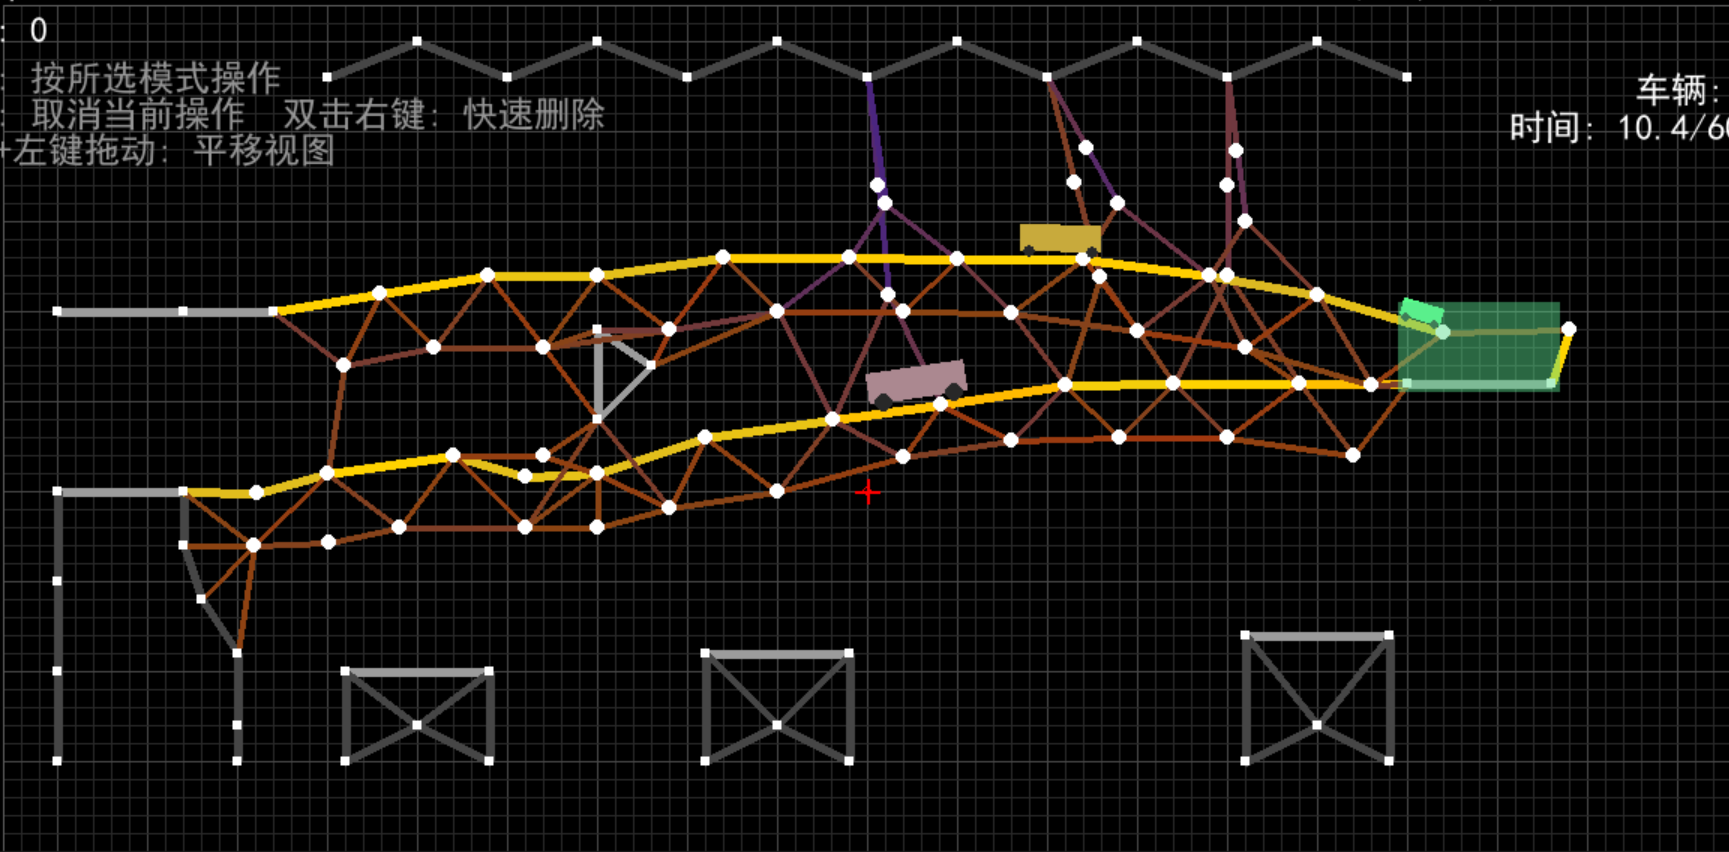 : 0
: 按所选模式操作
: 取消当前操作 双击右键: 快速删除
+左键拖动: 平移视图
车辆:
时间: 10.4/6